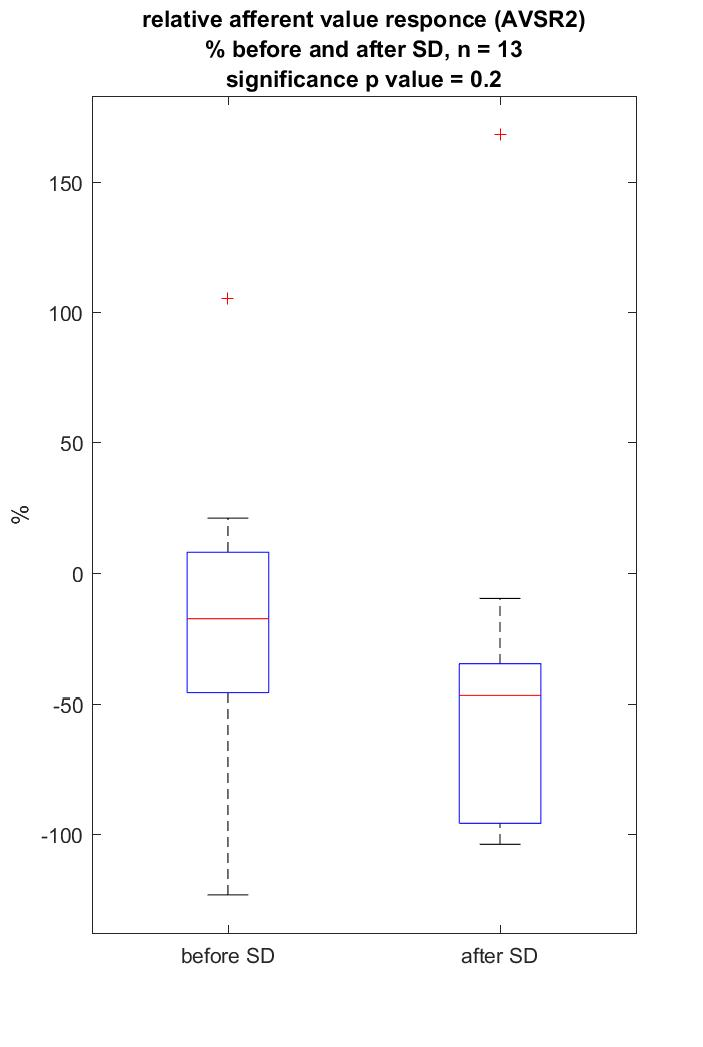 relative afferent value responce (AVSR2)
% before and after SD, n = 13
significance p value = 0.2
150
100
50
0
-50
-100
%
before SD
after SD